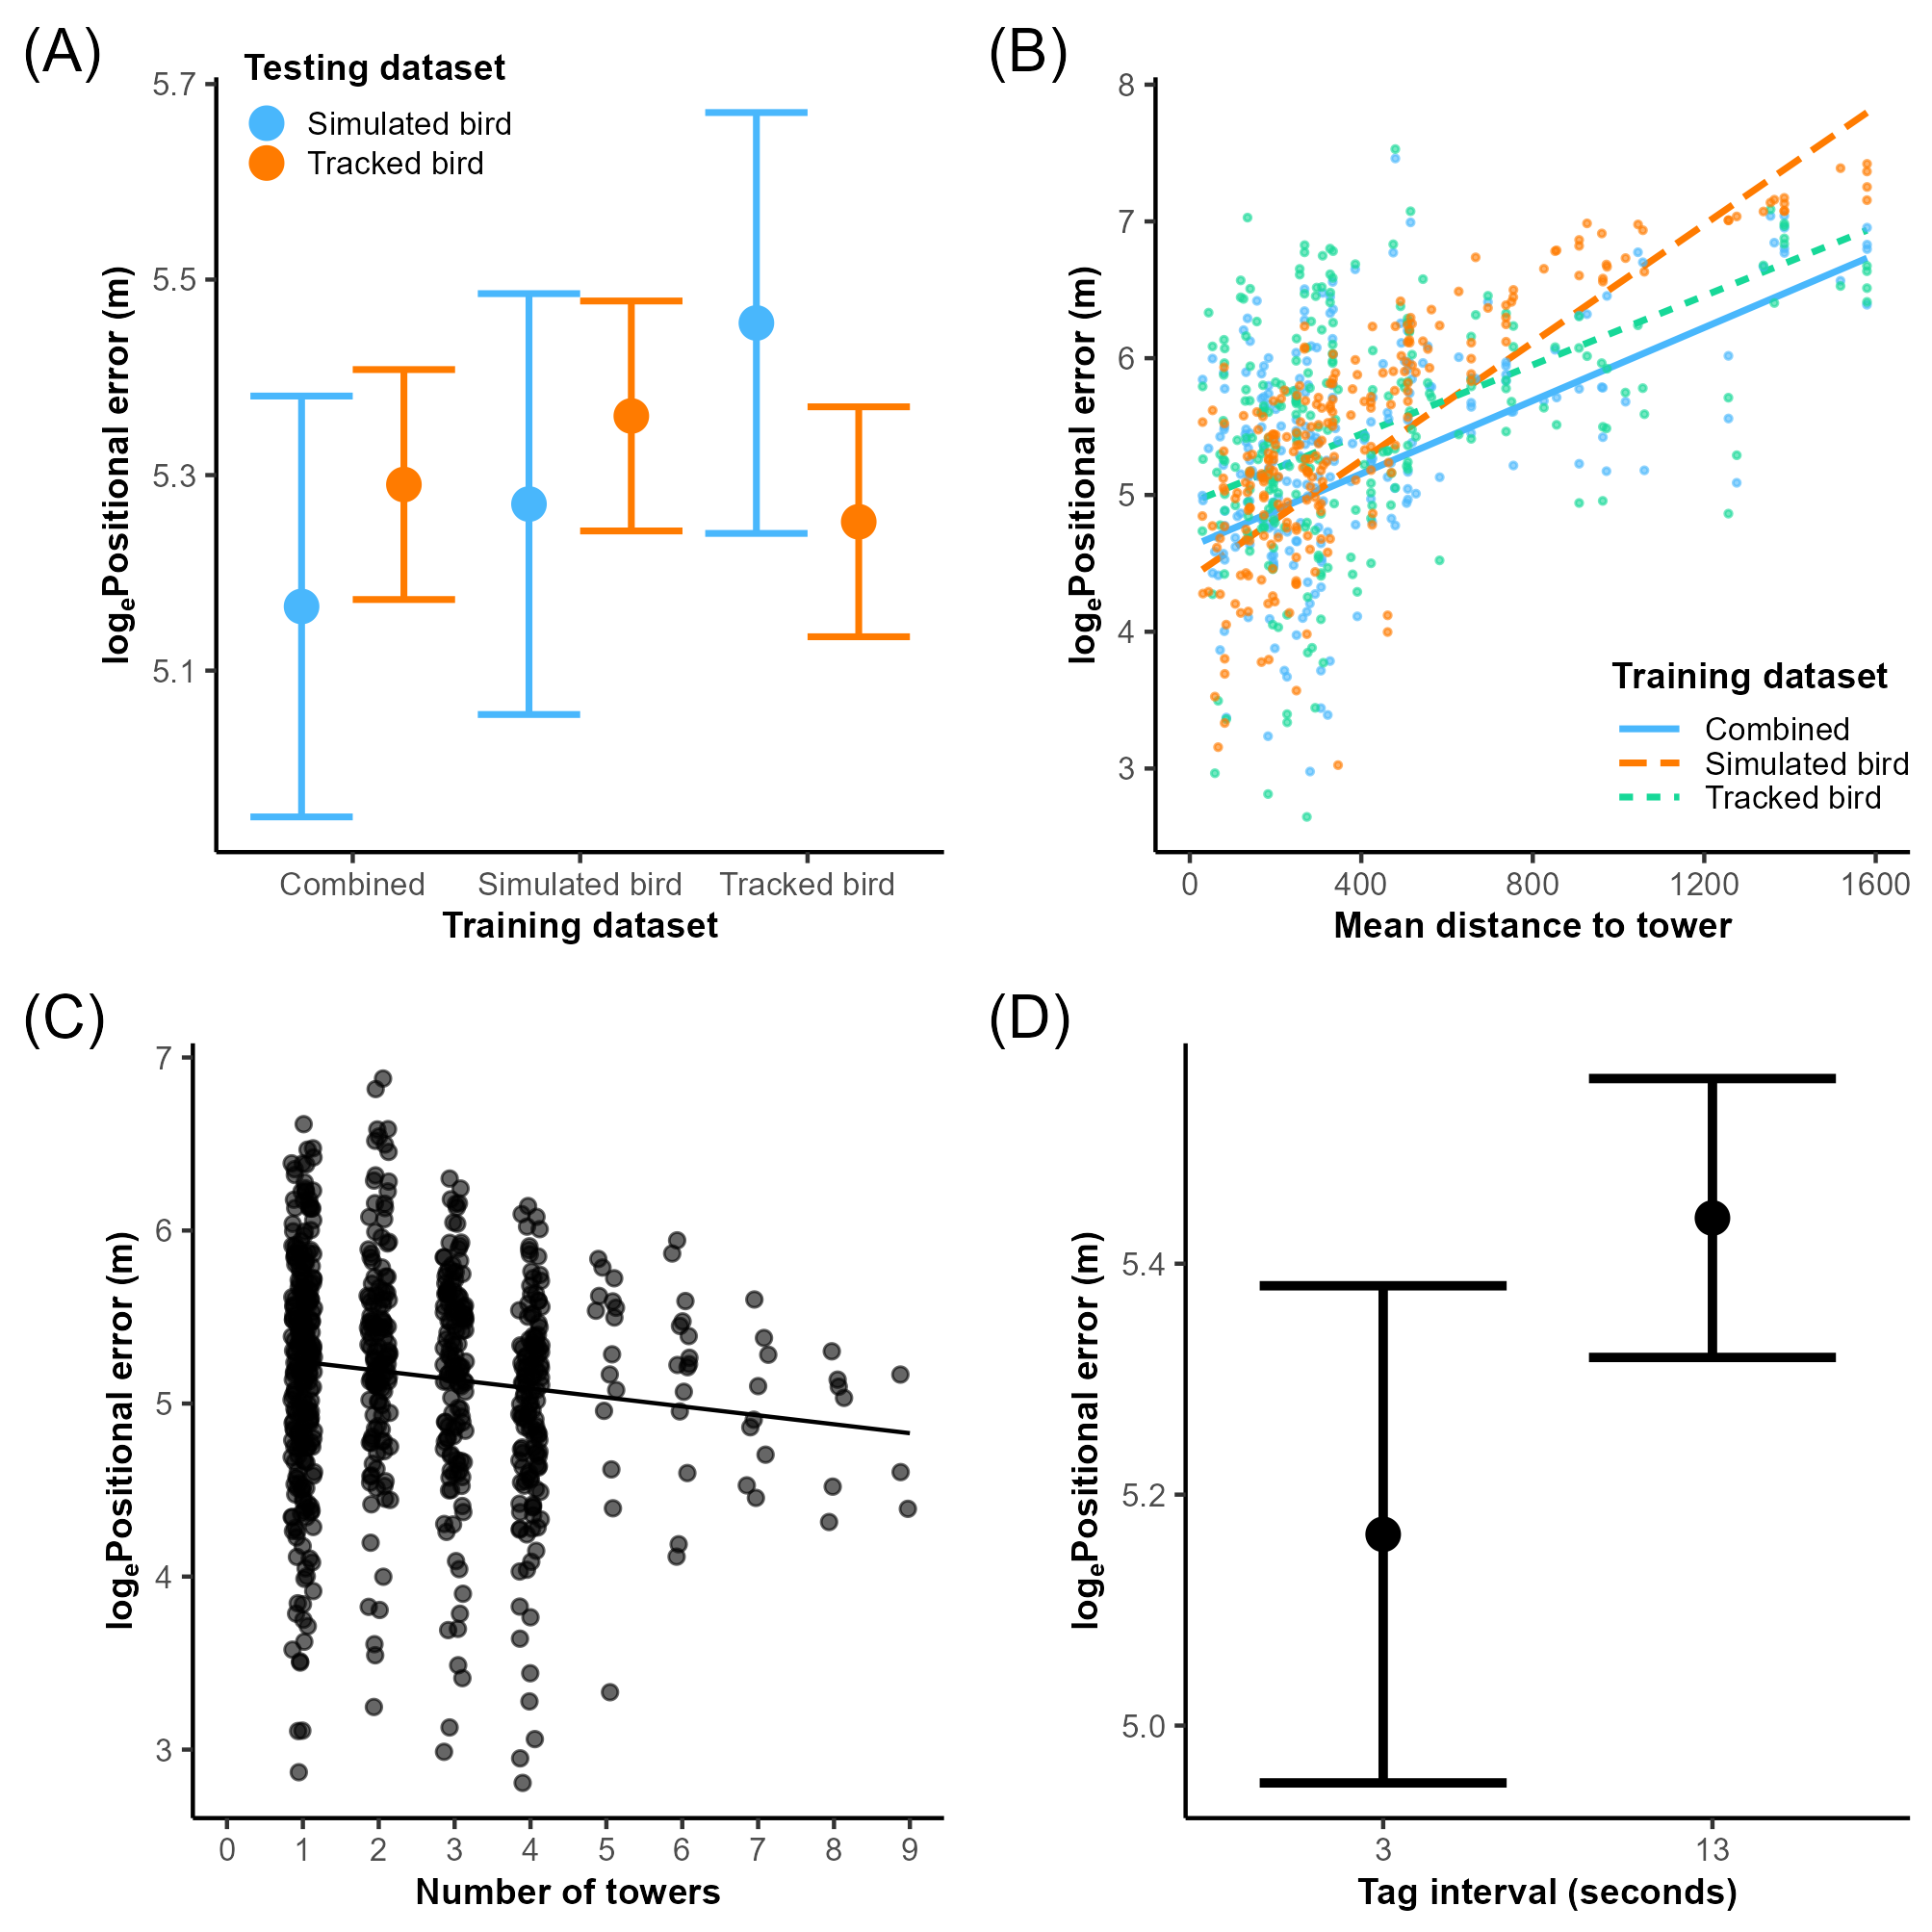 (A)
Testing dataset
Simulated bird
Tracked bird
5.7
5.5
5.3
5.1
logePositional error (m)
Combined Simulated bird Tracked bird
Training dataset
(B)
8
7
6
5
4
3
logePositional error (m)
Training dataset
Combined
Simulated bird
Tracked bird
0 400 800 1200 1600
Mean distance to tower
(C)
7
6
5
4
3
logePositional error (m)
0 1 2 3 4 5 6 7 8 9
Number of towers
(D)
5.4
5.2
5.0
logePositional error (m)
3 13
Tag interval (seconds)